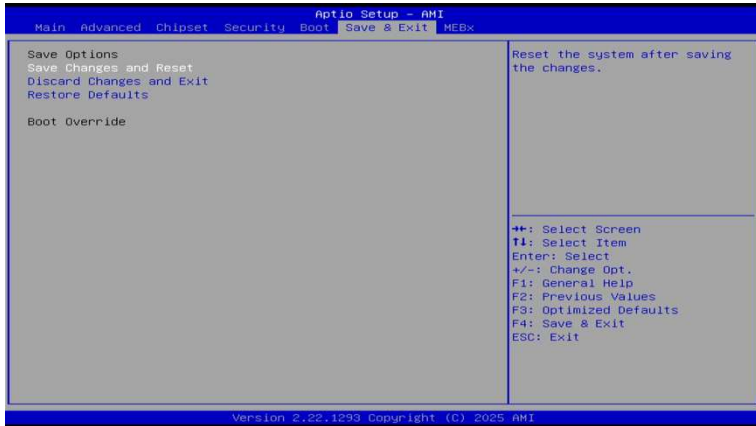 Aptio Setup - AMI
Main Advanced Chipset Security Boot Save & Exit MEBx
Save Options
Save Changes and Reset
Discard Changes and Exit
Restore Defaults
Boot Override
Reset the system after saving
the changes.
→←: Select Screen
↑↓: Select Item
Enter: Select
+/-: Change Opt.
F1: General Help
F2: Previous Values
F3: Optimized Defaults
F4: Save & Exit
ESC: Exit
Version 2.22.1293 Copyright (C) 2025 AMI